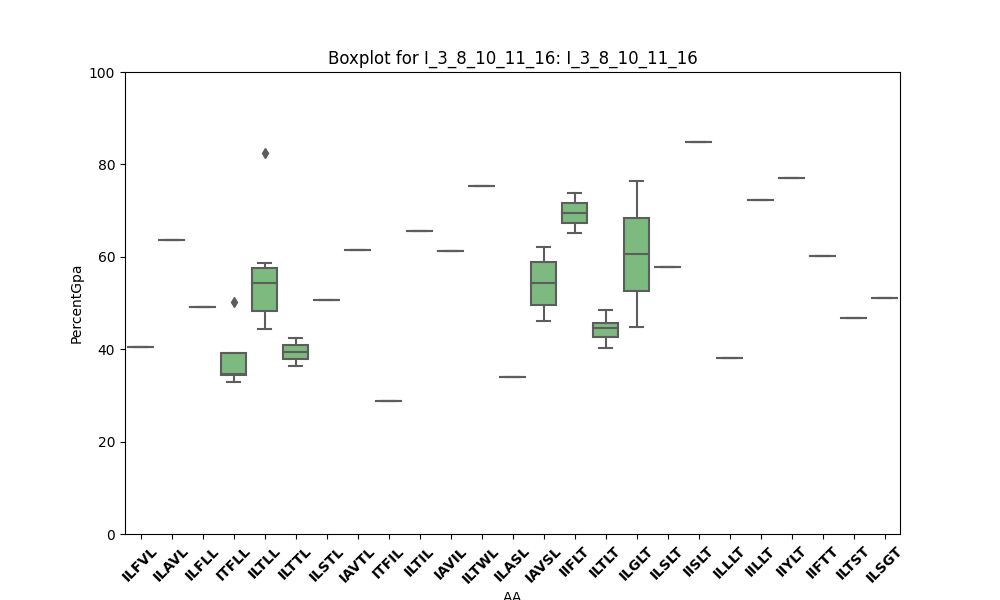 Boxplot for I_3_8_10_11_16: I_3_8_10_11_16
100
80
60
40
20
0
PercentGpa
ILFVL
ILAVL
ILFLL
ITFLL
ILTLL
ILTTL
ILSTL
IAVTL
ITFIL
ILTIL
IAVIL
ILTWL
ILASL
IAVSL
IIFLT
ILTLT
ILGLT
ILSLT
IISLT
ILLLT
IILLT
IIYLT
IIFTT
ILTST
ILSGT
AA